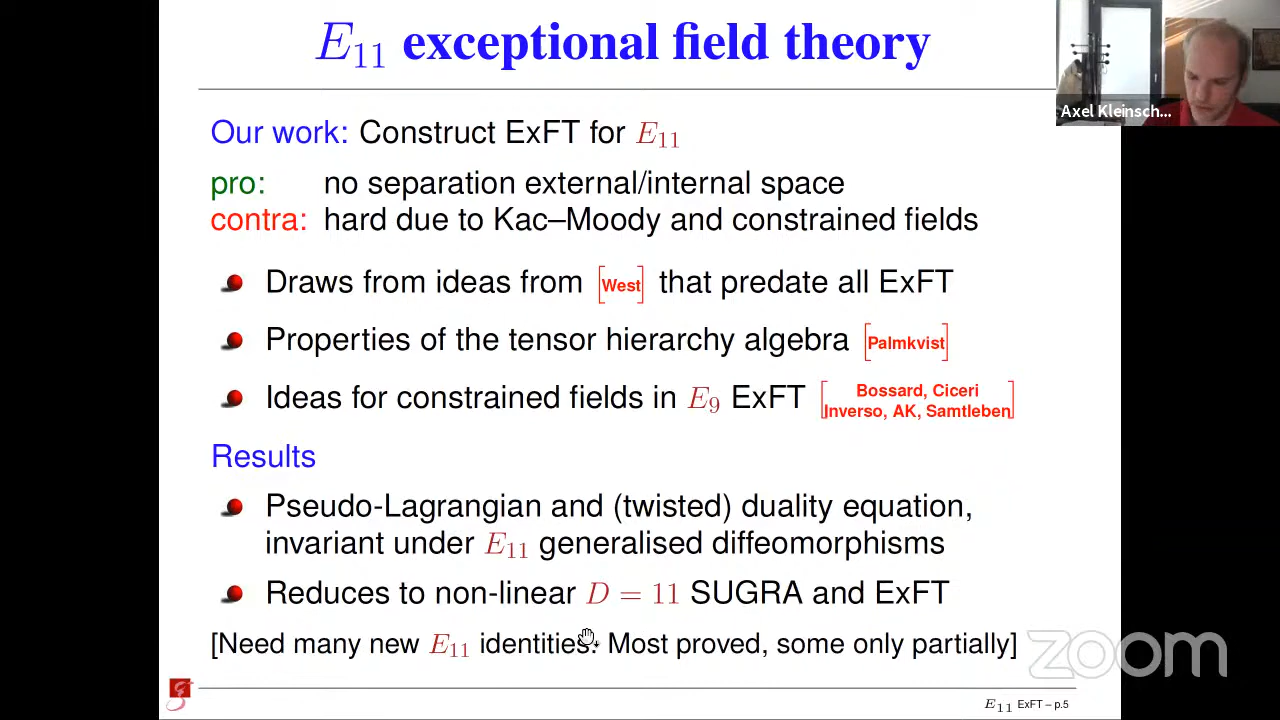 E11 exceptional field theory
Axel Kleinsch...
Our work: Construct ExFT for E11
pro: no separation external/internal space
contra: hard due to Kac–Moody and constrained fields
Draws from ideas from [West] that predate all ExFT
Properties of the tensor hierarchy algebra [Palmkvist]
Ideas for constrained fields in E9 ExFT [Bossard, Ciceri
Inverso, AK, Samtleben]
Results
Pseudo-Lagrangian and (twisted) duality equation,
invariant under E11 generalised diffeomorphisms
Reduces to non-linear D = 11 SUGRA and ExFT
[Need many new E11 identities. Most proved, some only partially]
zoom
E11 ExFT – p.5